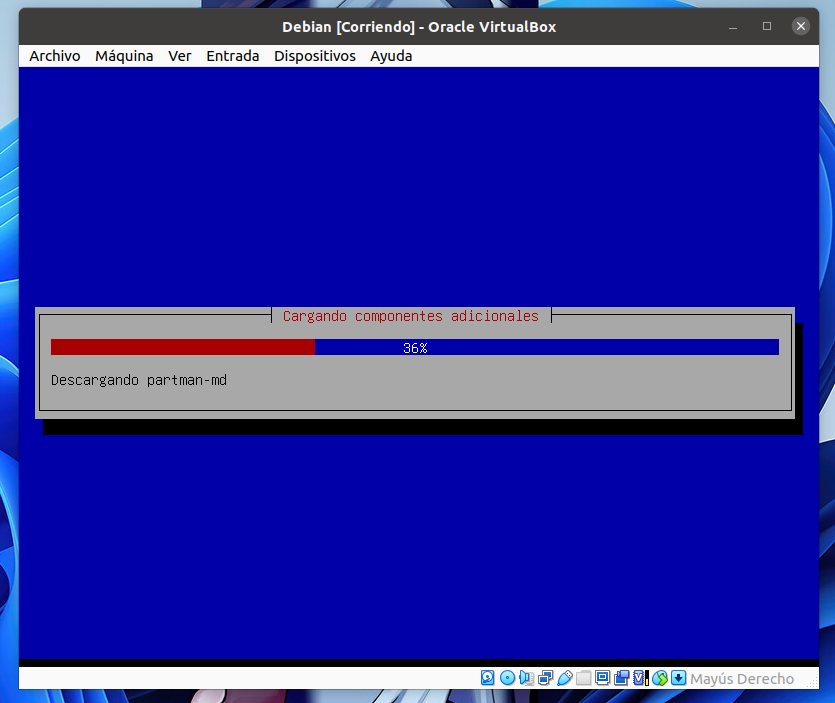 Debian [Corriendo] - Oracle VirtualBox
Archivo Máquina Ver Entrada Dispositivos Ayuda
Cargando componentes adicionales
36%
Descargando partman-md
Mayús Derecho